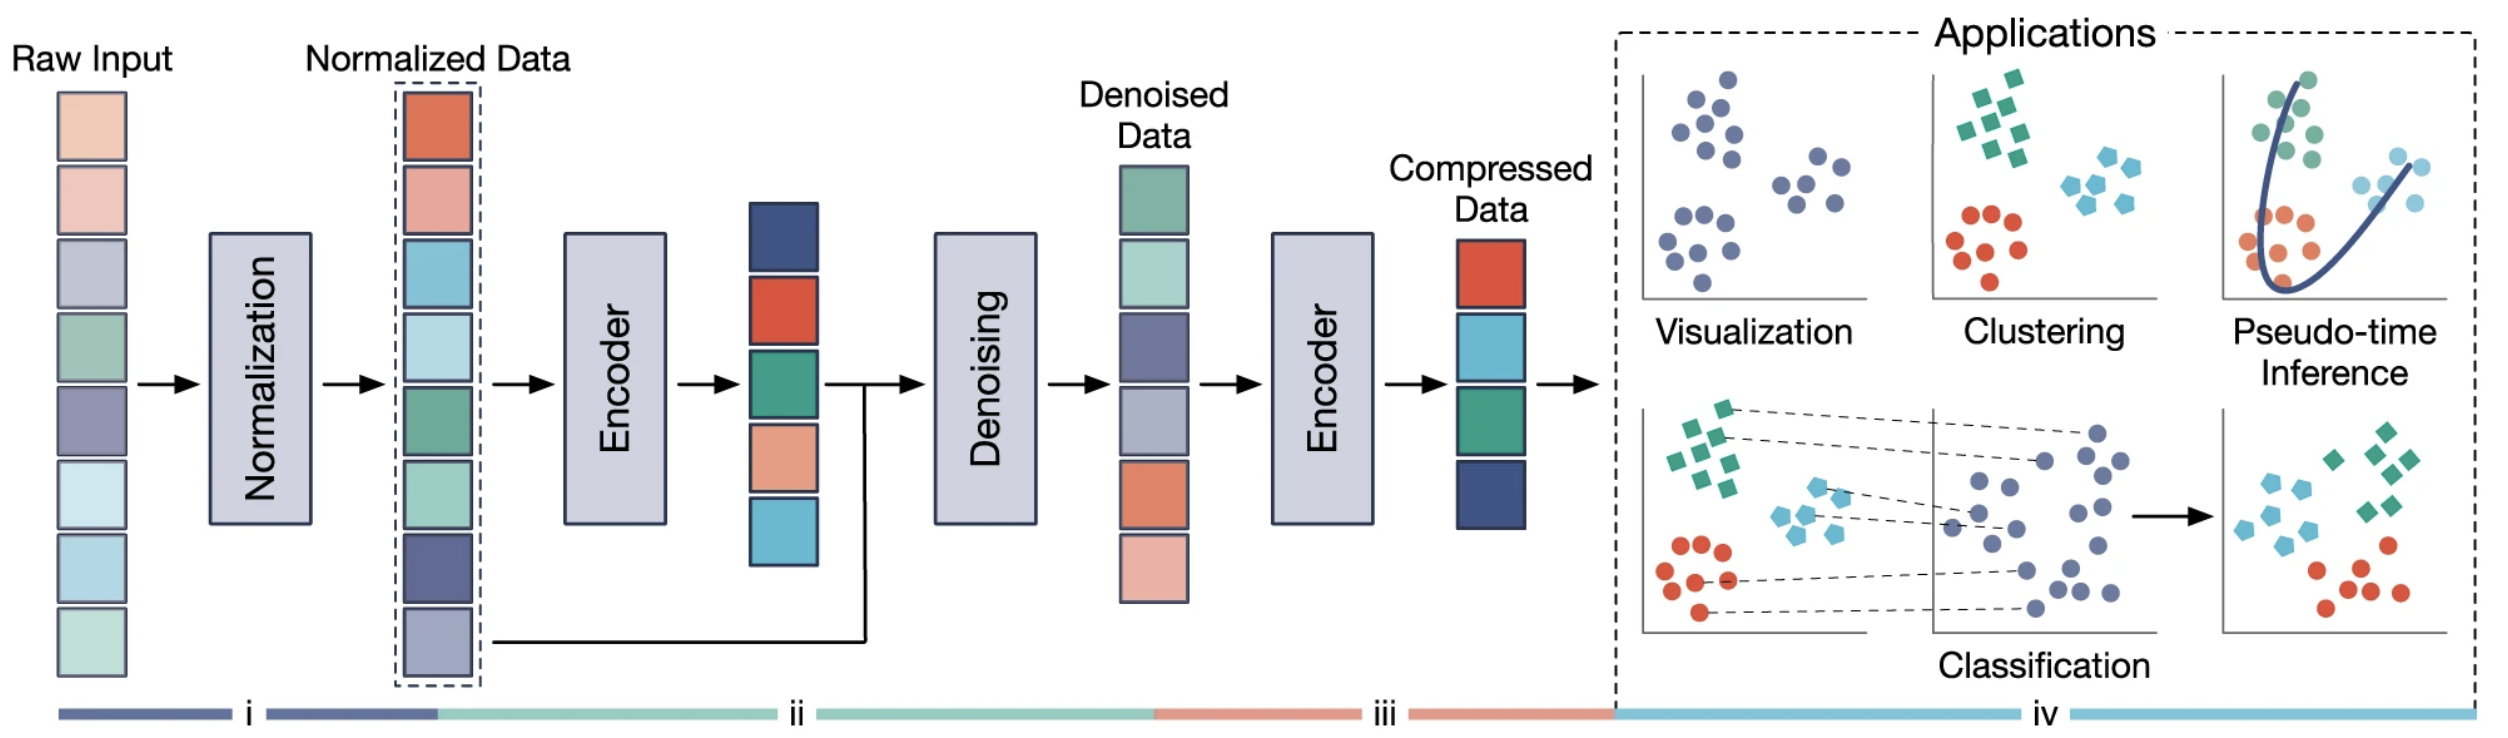 Raw Input
Normalization
Normalized Data
Encoder
Denoising
Denoised
Data
Encoder
Compressed
Data
Applications
Visualization
Clustering
Pseudo-time
Inference
Classification
i
ii
iii
iv